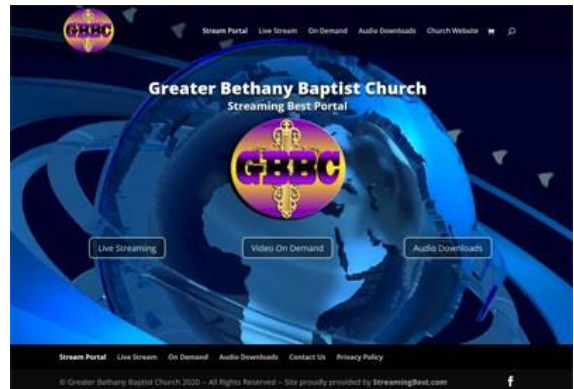 GBBC
Stream Portal Live Stream On Demand Audio Downloads Church Website
Greater Bethany Baptist Church
Streaming Best Portal
GBBC
Live Streaming Video On Demand Audio Downloads
Stream Portal Live Stream On Demand Audio Downloads Contact Us Privacy Policy
© Greater Bethany Baptist Church 2020 – All Rights Reserved – Site proudly provided by StreamingBest.com